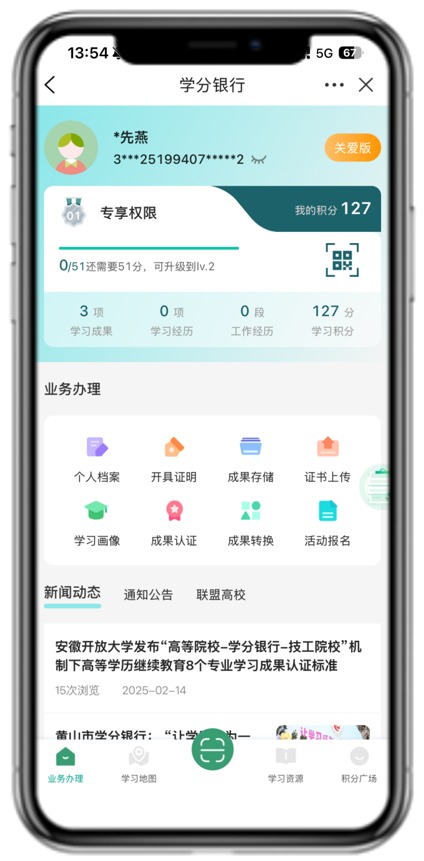 13:54
5G 67
学分银行
*先燕
关爱版
3***25199407*****2
01
专享权限
我的积分 127
0/51还需要51分，可升级到lv.2
3 项
0 项
0 段
127 分
学习成果
学习经历
工作经历
学习积分
业务办理
个人档案
开具证明
成果存储
证书上传
学习画像
成果认证
成果转换
活动报名
新闻动态
通知公告
联盟高校
安徽开放大学发布“高等院校-学分银行-技工院校”机
制下高等学历继续教育8个专业学习成果认证标准
15次浏览 2025-02-14
黄山市学分银行：“让学
为一
业务办理
学习地图
学习资源
积分广场